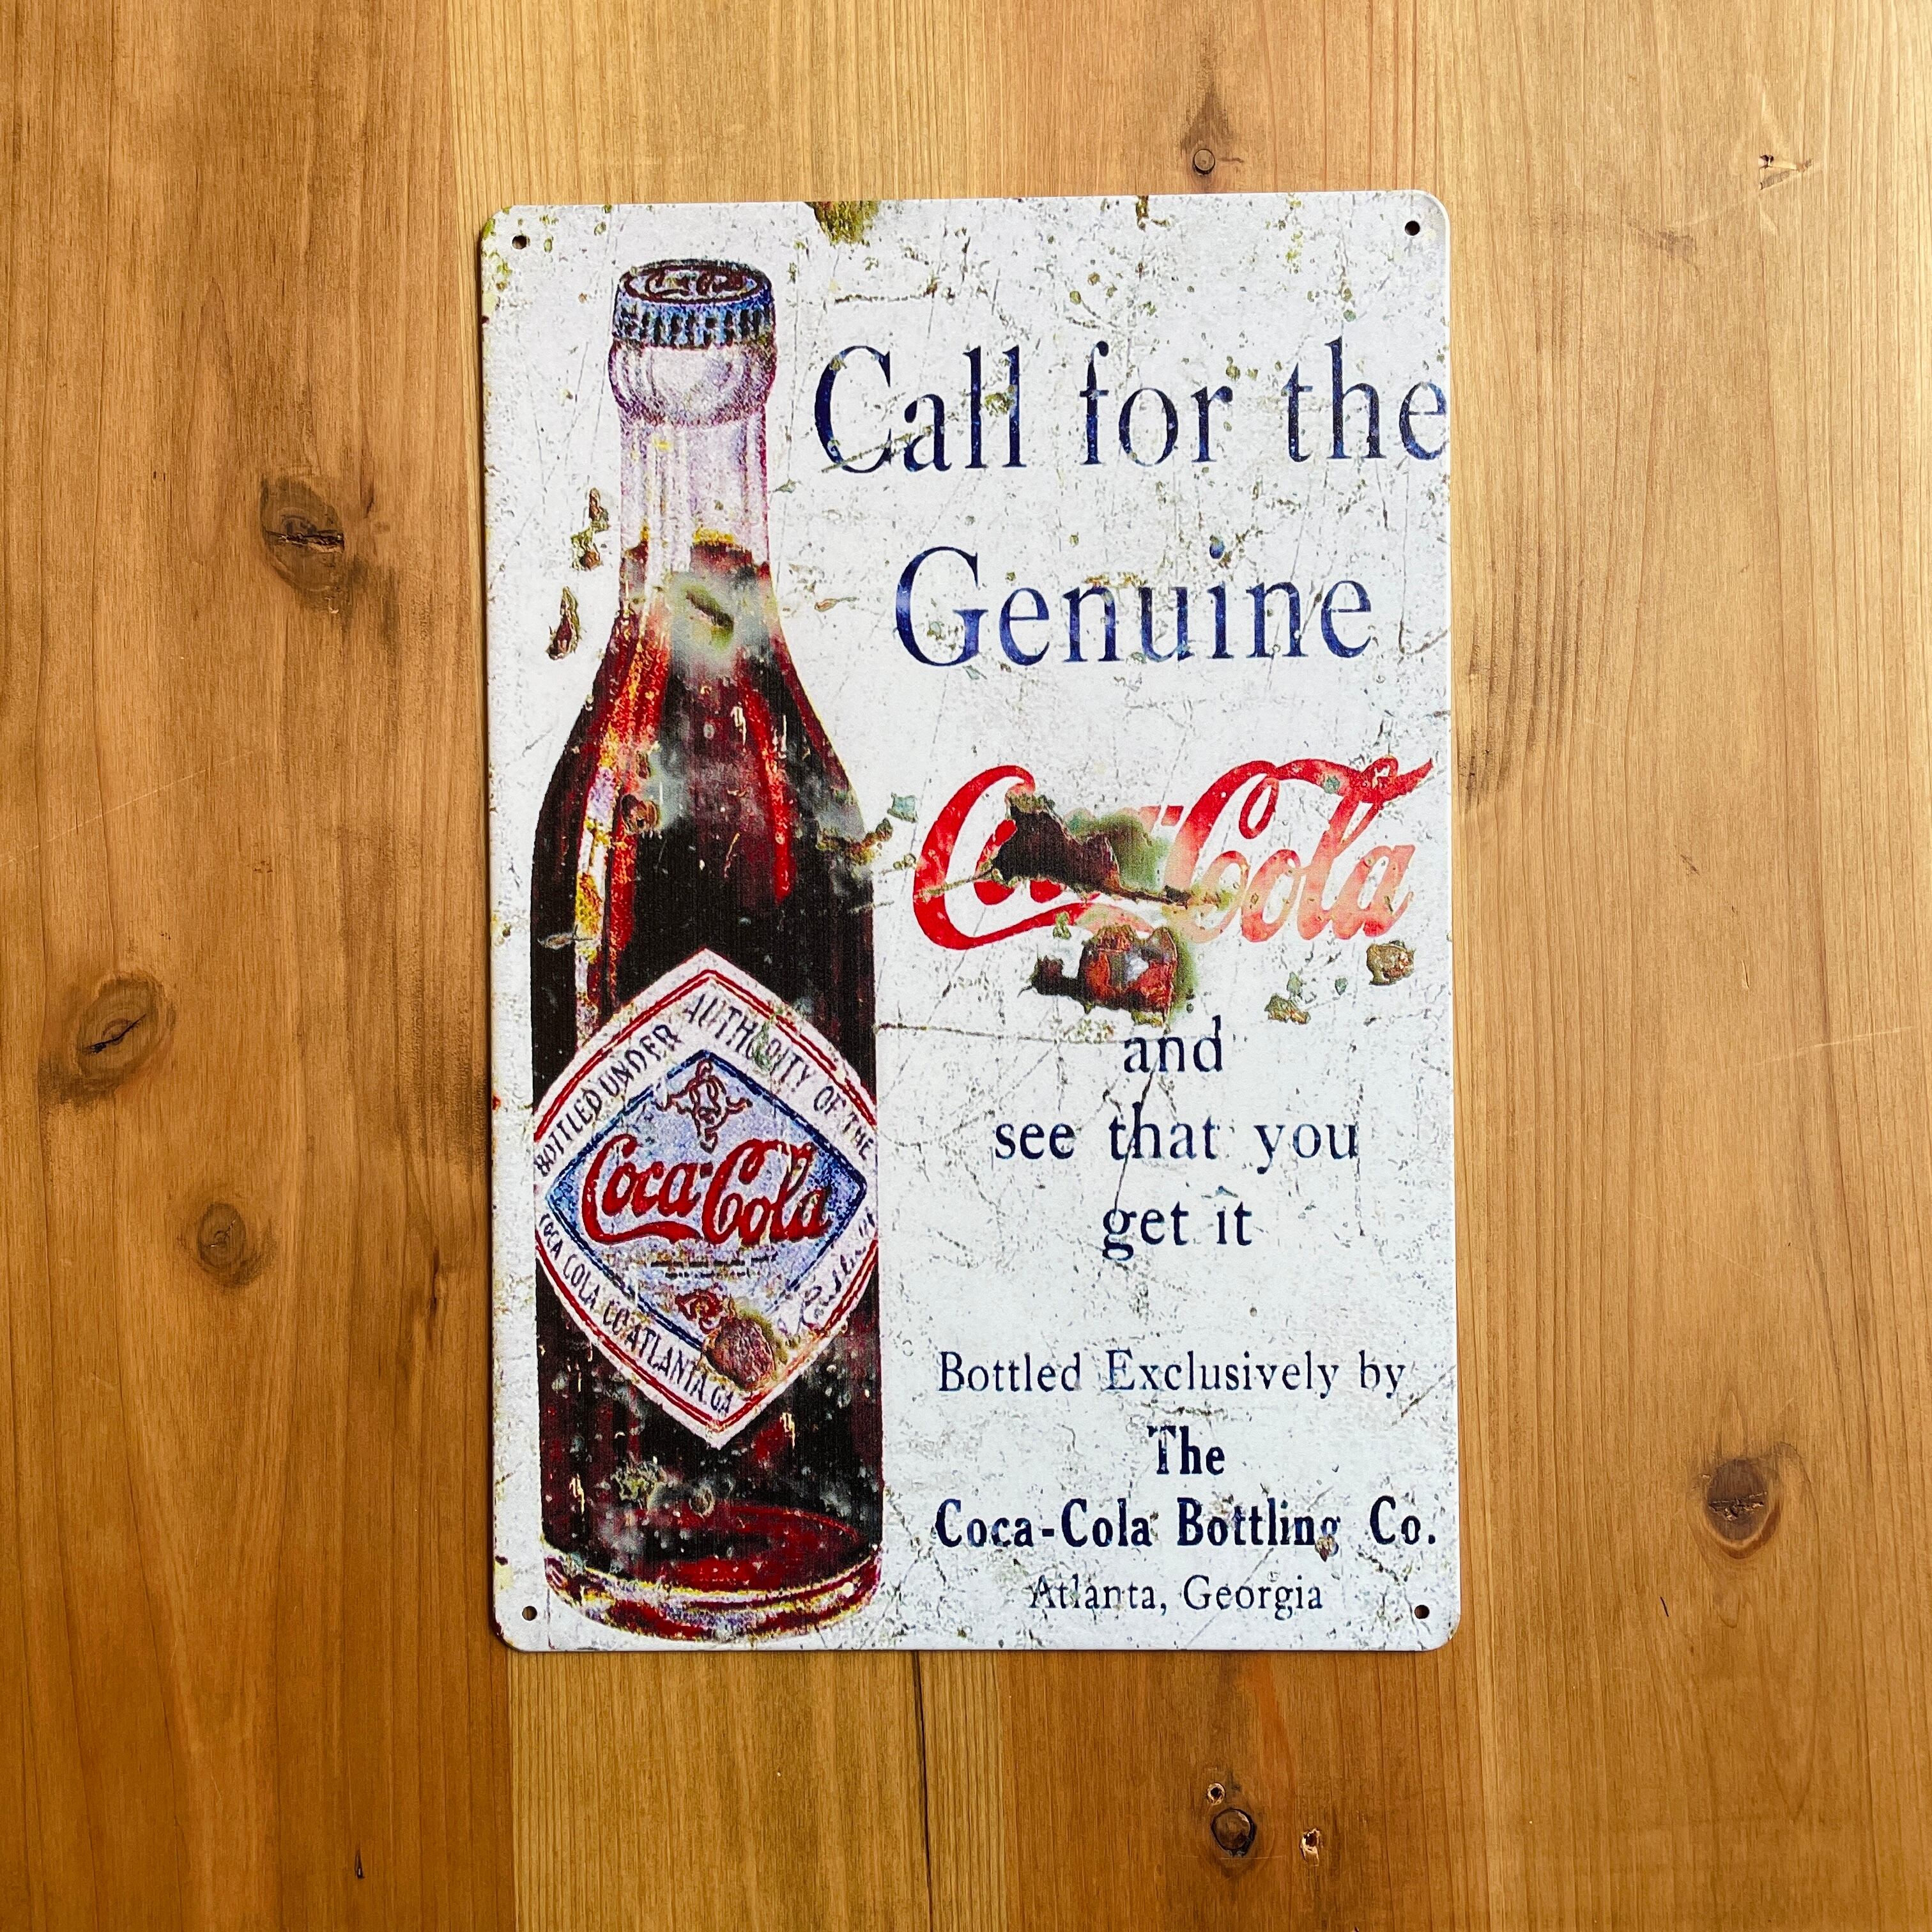 Call for the
Genuine
Coca-Cola
and
see that you
get it
Bottled Exclusively by
The
Coca-Cola Bottling Co.
Atlanta, Georgia
BOTTLED UNDER AUTHORITY OF THE
Coca-Cola
COCA COLA CO ATLANTA. GA